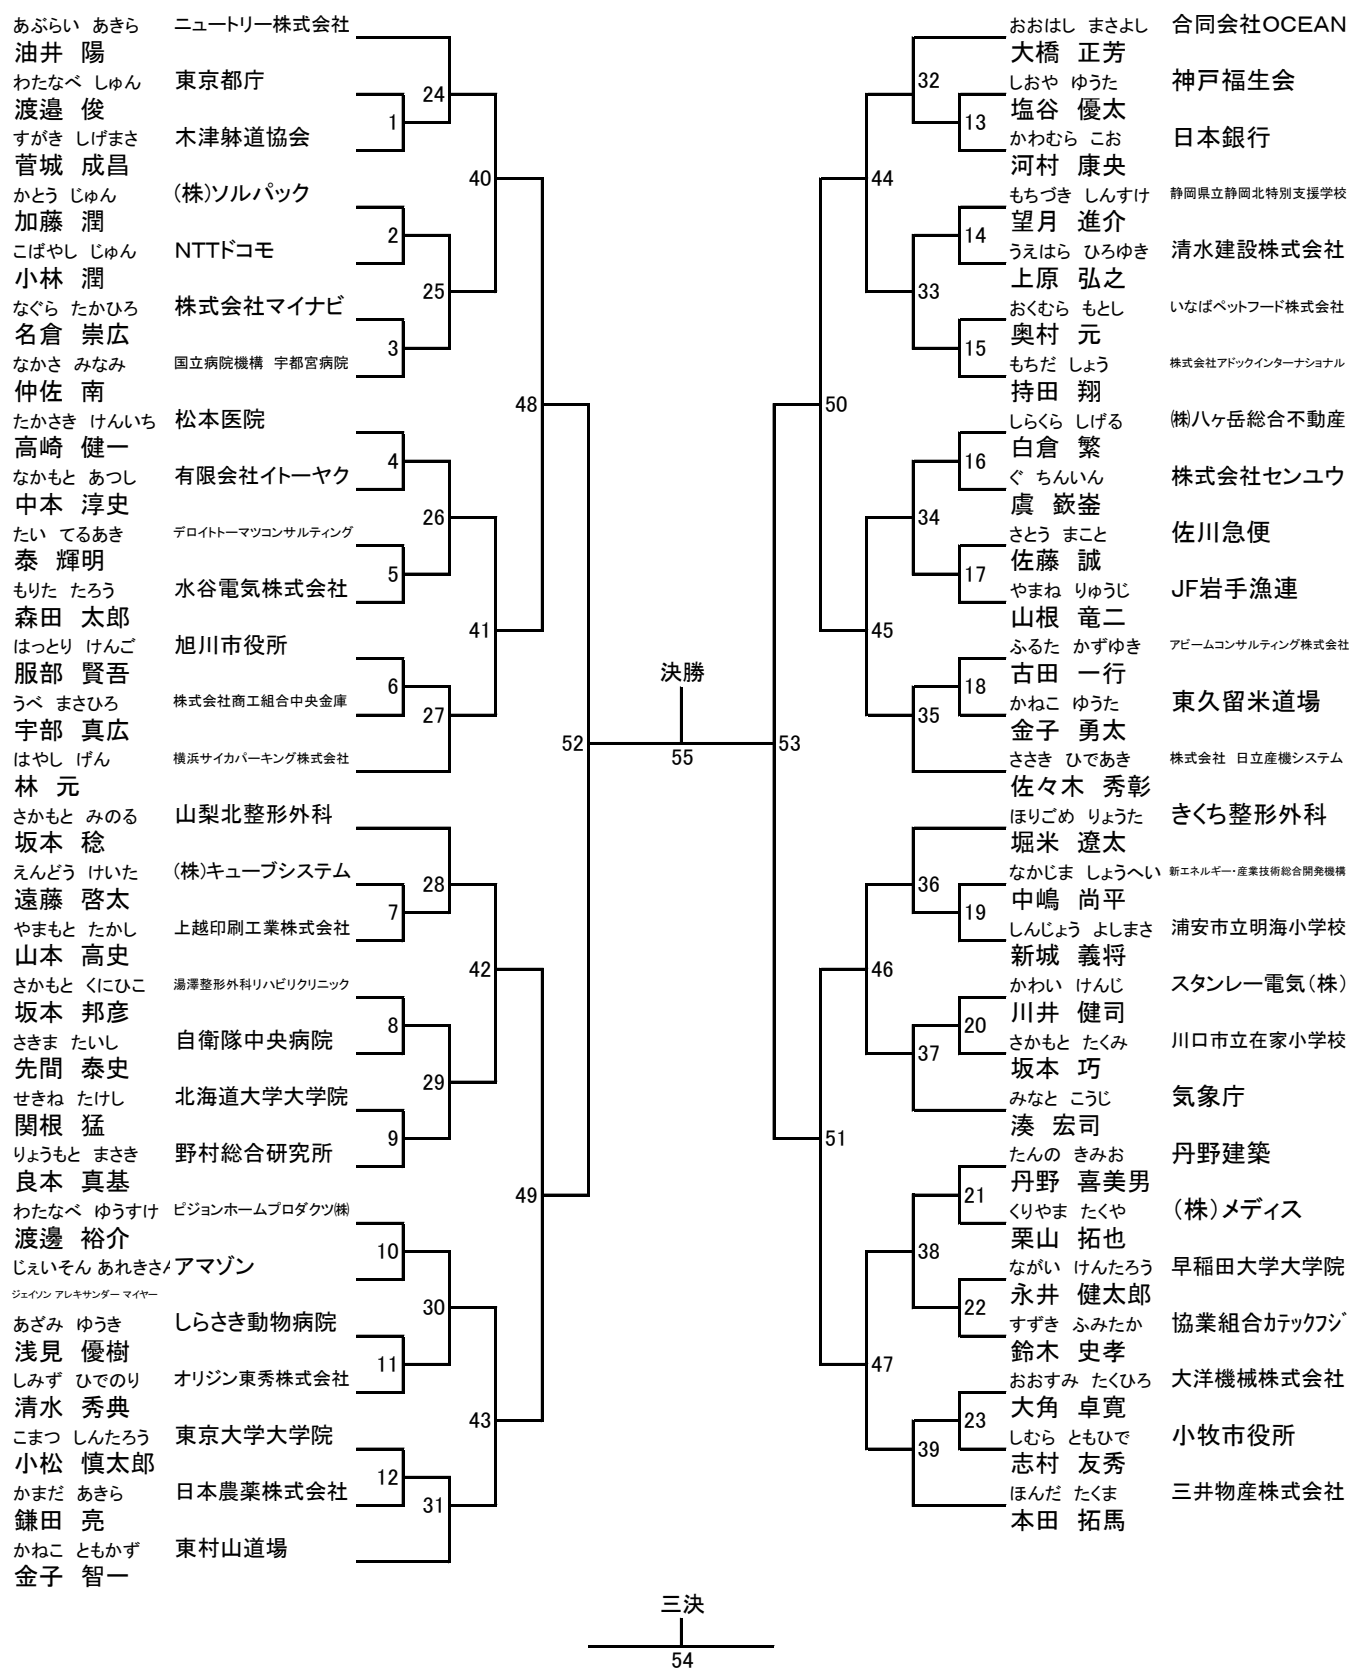 あぶらい あきら ニュートリー株式会社
油井 陽
わたなべ しゅん 東京都庁
渡邉 俊
すがき しげまさ 木津躰道協会
菅城 成昌
かとう じゅん (株)ソルパック
加藤 潤
こばやし じゅん NTTドコモ
小林 潤
なぐら たかひろ 株式会社マイナビ
名倉 崇広
なかさ みなみ 国立病院機構 宇都宮病院
仲佐 南
たかさき けんいち 松本医院
高崎 健一
なかもと あつし 有限会社イトーヤク
中本 淳史
たい てるあき デロイトトーマツコンサルティング
泰 輝明
もりた たろう 水谷電気株式会社
森田 太郎
はっとり けんご 旭川市役所
服部 賢吾
うべ まさひろ 株式会社商工組合中央金庫
宇部 真広
はやし げん 横浜サイカパーキング株式会社
林 元
さかもと みのる 山梨北整形外科
坂本 稔
えんどう けいた (株)キューブシステム
遠藤 啓太
やまもと たかし 上越印刷工業株式会社
山本 高史
さかもと くにひこ 湯澤整形外科リハビリクリニック
坂本 邦彦
さきま たいし 自衛隊中央病院
先間 泰史
せきね たけし 北海道大学大学院
関根 猛
りょうもと まさき 野村総合研究所
良本 真基
わたなべ ゆうすけ ピジョンホームプロダクツ㈱
渡邊 裕介
じぇいそん あれきさん アマゾン
ジェイソン アレキサンダー マイヤー
あざみ ゆうき しらさき動物病院
浅見 優樹
しみず ひでのり オリジン東秀株式会社
清水 秀典
こまつ しんたろう 東京大学大学院
小松 慎太郎
かまだ あきら 日本農薬株式会社
鎌田 亮
かねこ ともかず 東村山道場
金子 智一
1
2
3
4
5
6
7
8
9
10
11
12
24
25
26
27
28
29
30
31
40
41
42
43
48
49
52
決勝
55
53
50
51
44
45
46
47
32
33
34
35
36
37
38
39
13
14
15
16
17
18
19
20
21
22
23
おおはし まさよし 合同会社OCEAN
大橋 正芳
しおや ゆうた 神戸福生会
塩谷 優太
かわむら こお 日本銀行
河村 康央
もちづき しんすけ 静岡県立静岡北特別支援学校
望月 進介
うえはら ひろゆき 清水建設株式会社
上原 弘之
おくむら もとし いなばペットフード株式会社
奥村 元
もちだ しょう 株式会社アドックインターナショナル
持田 翔
しらくら しげる ㈱八ヶ岳総合不動産
白倉 繁
ぐ ちんいん 株式会社センユウ
虞 嶔崟
さとう まこと 佐川急便
佐藤 誠
やまね りゅうじ JF岩手漁連
山根 竜二
ふるた かずゆき アビームコンサルティング株式会社
古田 一行
かねこ ゆうた 東久留米道場
金子 勇太
ささき ひであき 株式会社 日立産機システム
佐々木 秀彰
ほりごめ りょうた きくち整形外科
堀米 遼太
なかじま しょうへい 新エネルギー・産業技術総合開発機構
中嶋 尚平
しんじょう よしまさ 浦安市立明海小学校
新城 義将
かわい けんじ スタンレー電気(株)
川井 健司
さかもと たくみ 川口市立在家小学校
坂本 巧
みなと こうじ 気象庁
湊 宏司
たんの きみお 丹野建築
丹野 喜美男
くりやま たくや (株)メディス
栗山 拓也
ながい けんたろう 早稲田大学大学院
永井 健太郎
すずき ふみたか 協業組合ｶﾃｯｸﾌｼﾞ
鈴木 史孝
おおすみ たくひろ 大洋機械株式会社
大角 卓寛
しむら ともひで 小牧市役所
志村 友秀
ほんだ たくま 三井物産株式会社
本田 拓馬
三決
54